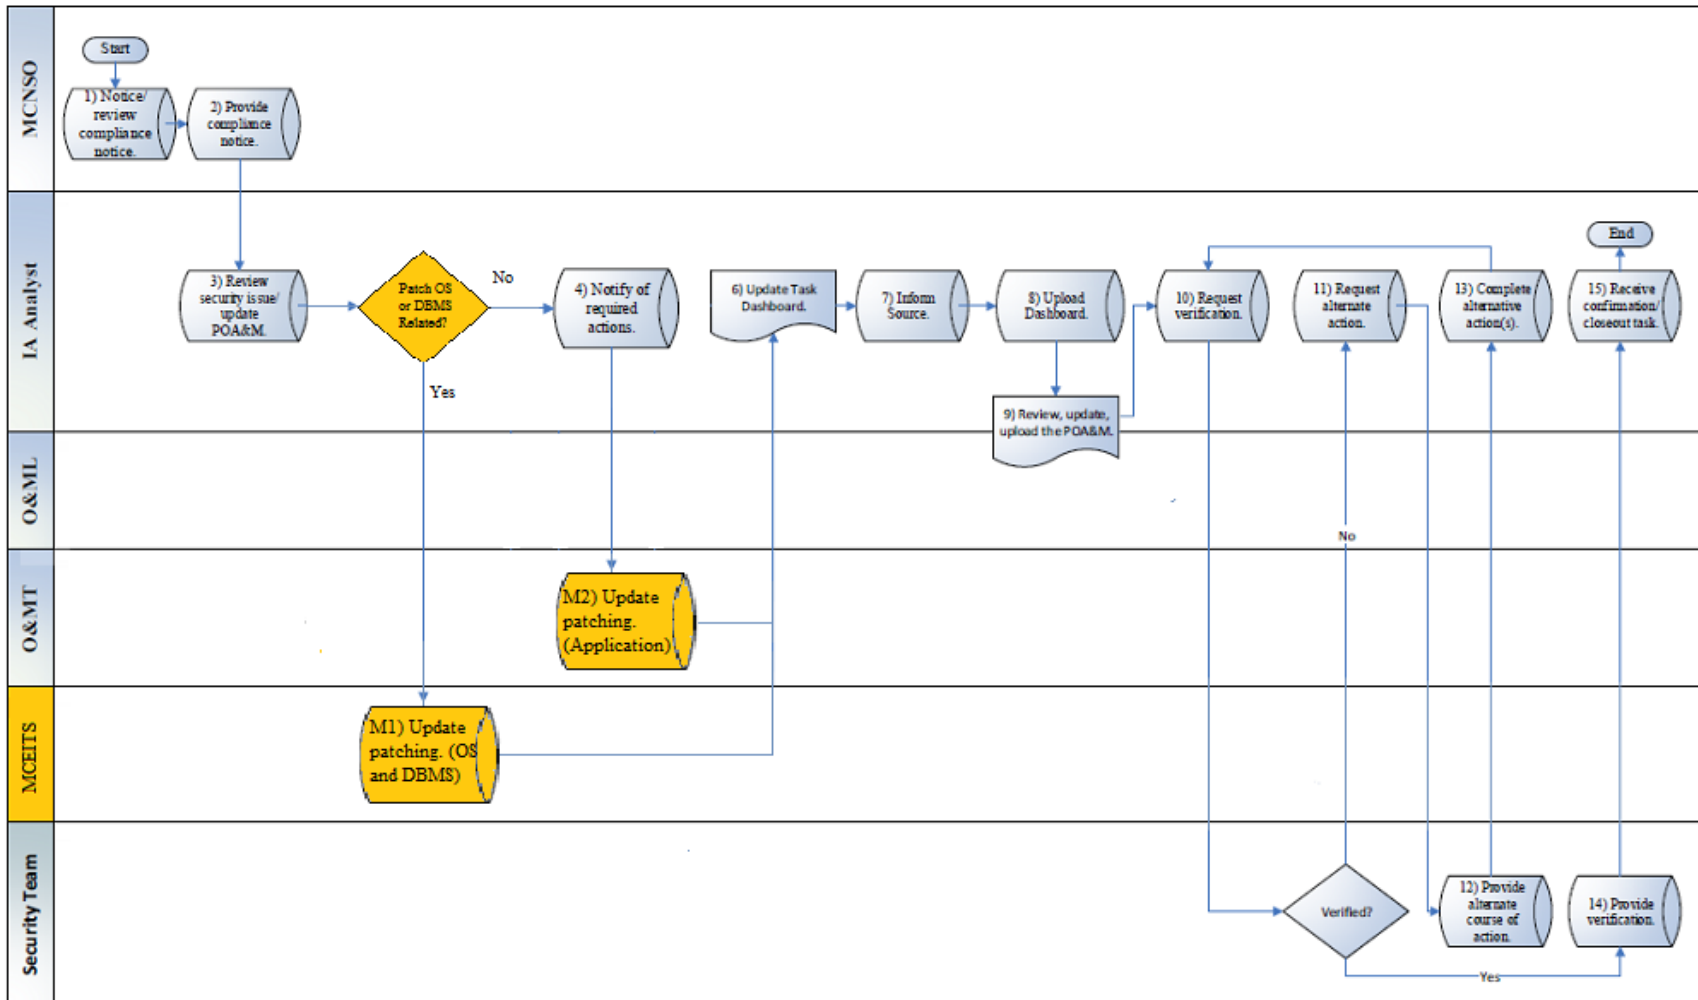 MCNSO
Start
1) Notice/
review
compliance
notice.
2) Provide
compliance
notice.
IA Analyst
3) Review
security issue/
update
POA&M.
Patch OS
or DBMS
Related?
No
Yes
4) Notify of
required
actions.
6) Update Task
Dashboard.
7) Inform
Source.
8) Upload
Dashboard.
9) Review, update,
upload the POA&M.
10) Request
verification.
11) Request
alternate
action.
13) Complete
alternative
action(s).
End
15) Receive
confirmation/
closeout task.
O&ML
No
O&MT
M2) Update
patching.
(Application)
MCEITS
M1) Update
patching. (OS
and DBMS)
Security Team
Verified?
Yes
12) Provide
alternate
course of
action.
14) Provide
verification.